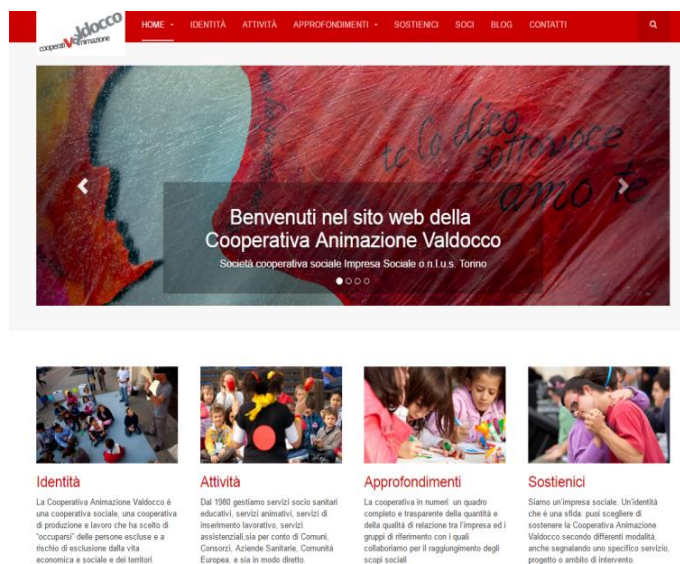 cooperativa Valdocco animazione
HOME IDENTITÀ ATTIVITÀ APPROFONDIMENTI SOSTIENICI SOCI BLOG CONTATTI
te lo dico
sottovoce
amo te
Benvenuti nel sito web della
Cooperativa Animazione Valdocco
Società cooperativa sociale Impresa Sociale o.n.l.u.s. Torino
Identità
La Cooperativa Animazione Valdocco è
una cooperativa sociale, una cooperativa
di produzione e lavoro che ha scelto di
“occuparsi” delle persone escluse e a
rischio di esclusione dalla vita
economica e sociale e dei territori.
Attività
Dal 1980 gestiamo servizi socio sanitari
educativi, servizi animativi, servizi di
inserimento lavorativo, servizi
assistenziali,sia per conto di Comuni,
Consorzi, Aziende Sanitarie, Comunità
Europea, e sia in modo diretto.
Approfondimenti
La cooperativa in numeri: un quadro
completo e trasparente della quantità e
della qualità di relazione tra l'impresa ed i
gruppi di riferimento con i quali
collaboriamo per il raggiungimento degli
scopi sociali
Sostienici
Siamo un'impresa sociale. Un'identità
che è una sfida: puoi scegliere di
sostenere la Cooperativa Animazione
Valdocco secondo differenti modalità,
anche segnalando uno specifico servizio,
progetto o ambito di intervento.